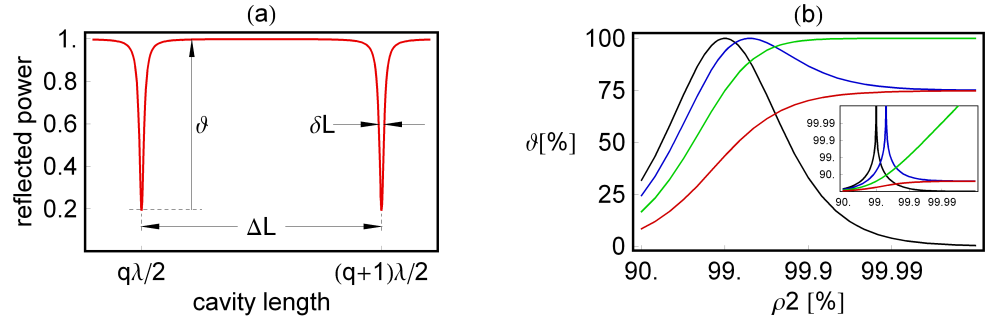 (a)
reflected power
1.
0.8
0.6
0.4
0.2
ϑ
δL
ΔL
qλ/2
(q+1)λ/2
cavity length
(b)
ϑ[%]
100
75
50
25
0
90.
99.
99.9
99.99
ρ2 [%]
99.99
99.9
99.
90.
90.
99.
99.9
99.99